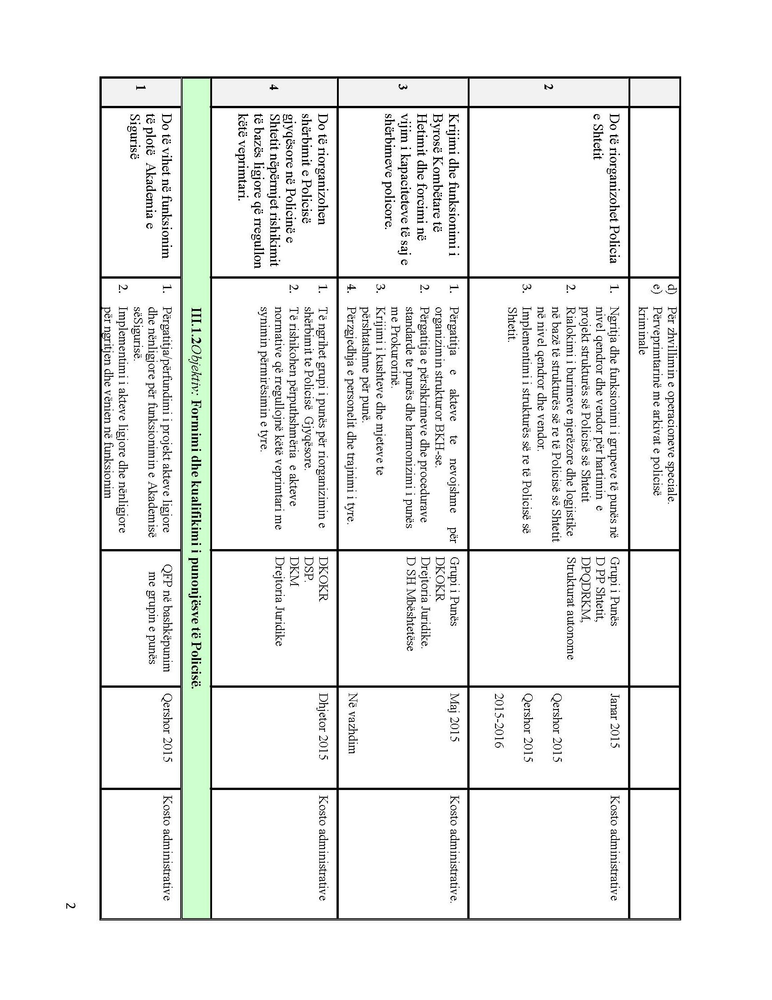 d) Për zhvillimin e operacioneve speciale.
e) Përveprimtarinë me arkivat e policisë
kriminale
2
Do të riorganizohet Policia
e Shtetit
1. Ngritja dhe funksionimi i grupeve të punës në
nivel qendror dhe vendor për hartimin e
projekt strukturës së Policisë së Shtetit
2. Rialokimi i burimeve njerëzore dhe logjistike
në bazë të strukturës së re të Policisë së Shtetit
në nivel qendror dhe vendor.
3. Implementimi i strukturës së re të Policisë së
Shtetit.
Grupi i Punës
D PP Shtetit,
DPQDRKM,
Strukturat autonome
Janar 2015
Qershor 2015
Qershor 2015
2015-2016
Kosto administrative
3
Krijimi dhe funksionimi i
Byrosë Kombëtare të
Hetimit dhe forcimi në
vijim i kapaciteteve të saj e
shërbimeve policore.
1. Përgatitja e akteve te nevojshme për
organizimin strukturor BKH-se.
2. Përgatitja e përshkrimeve dhe procedurave
standarde te punës dhe harmonizimi i punës
me Prokurorinë.
3. Krijimi i kushteve dhe mjeteve te
përshtatshme për punë.
4. Përzgjedhja e personelit dhe trajnimi i tyre.
Grupi i Punës
DKOKR
Drejtoria Juridike.
D SH Mbështetëse
Maj 2015
Në vazhdim
Kosto administrative.
4
Do të riorganizohen
shërbimit e Policisë
gjyqësore në Policinë e
Shtetit nëpërmjet rishikimit
të bazës ligjore që rregullon
këtë veprimtari.
1. Të ngrihet grupi i punës për riorganizimin e
shërbimit te Policisë Gjyqësore.
2. Të rishikohen përputhshmëria e akteve
normative që rregullojnë këtë veprimtari me
synimin përmirësimin e tyre.
DKOKR
DSP.
DKM
Drejtoria Juridike
Dhjetor 2015
Kosto administrative
III.1.2Objektiv: Formimi dhe kualifikimi i punonjësve të Policisë.
1
Do të vihet në funksionim
të plotë Akademia e
Sigurisë
1. Përgatitja/përfundimi i projekt akteve ligjore
dhe nënligjore për funksionimin e Akademisë
sëSigurisë.
2. Implementimi i akteve ligjore dhe nënligjore
për ngritjen dhe vënien në funksionim
QFP në bashkëpunim
me grupin e punës
Qershor 2015
Kosto administrative
2